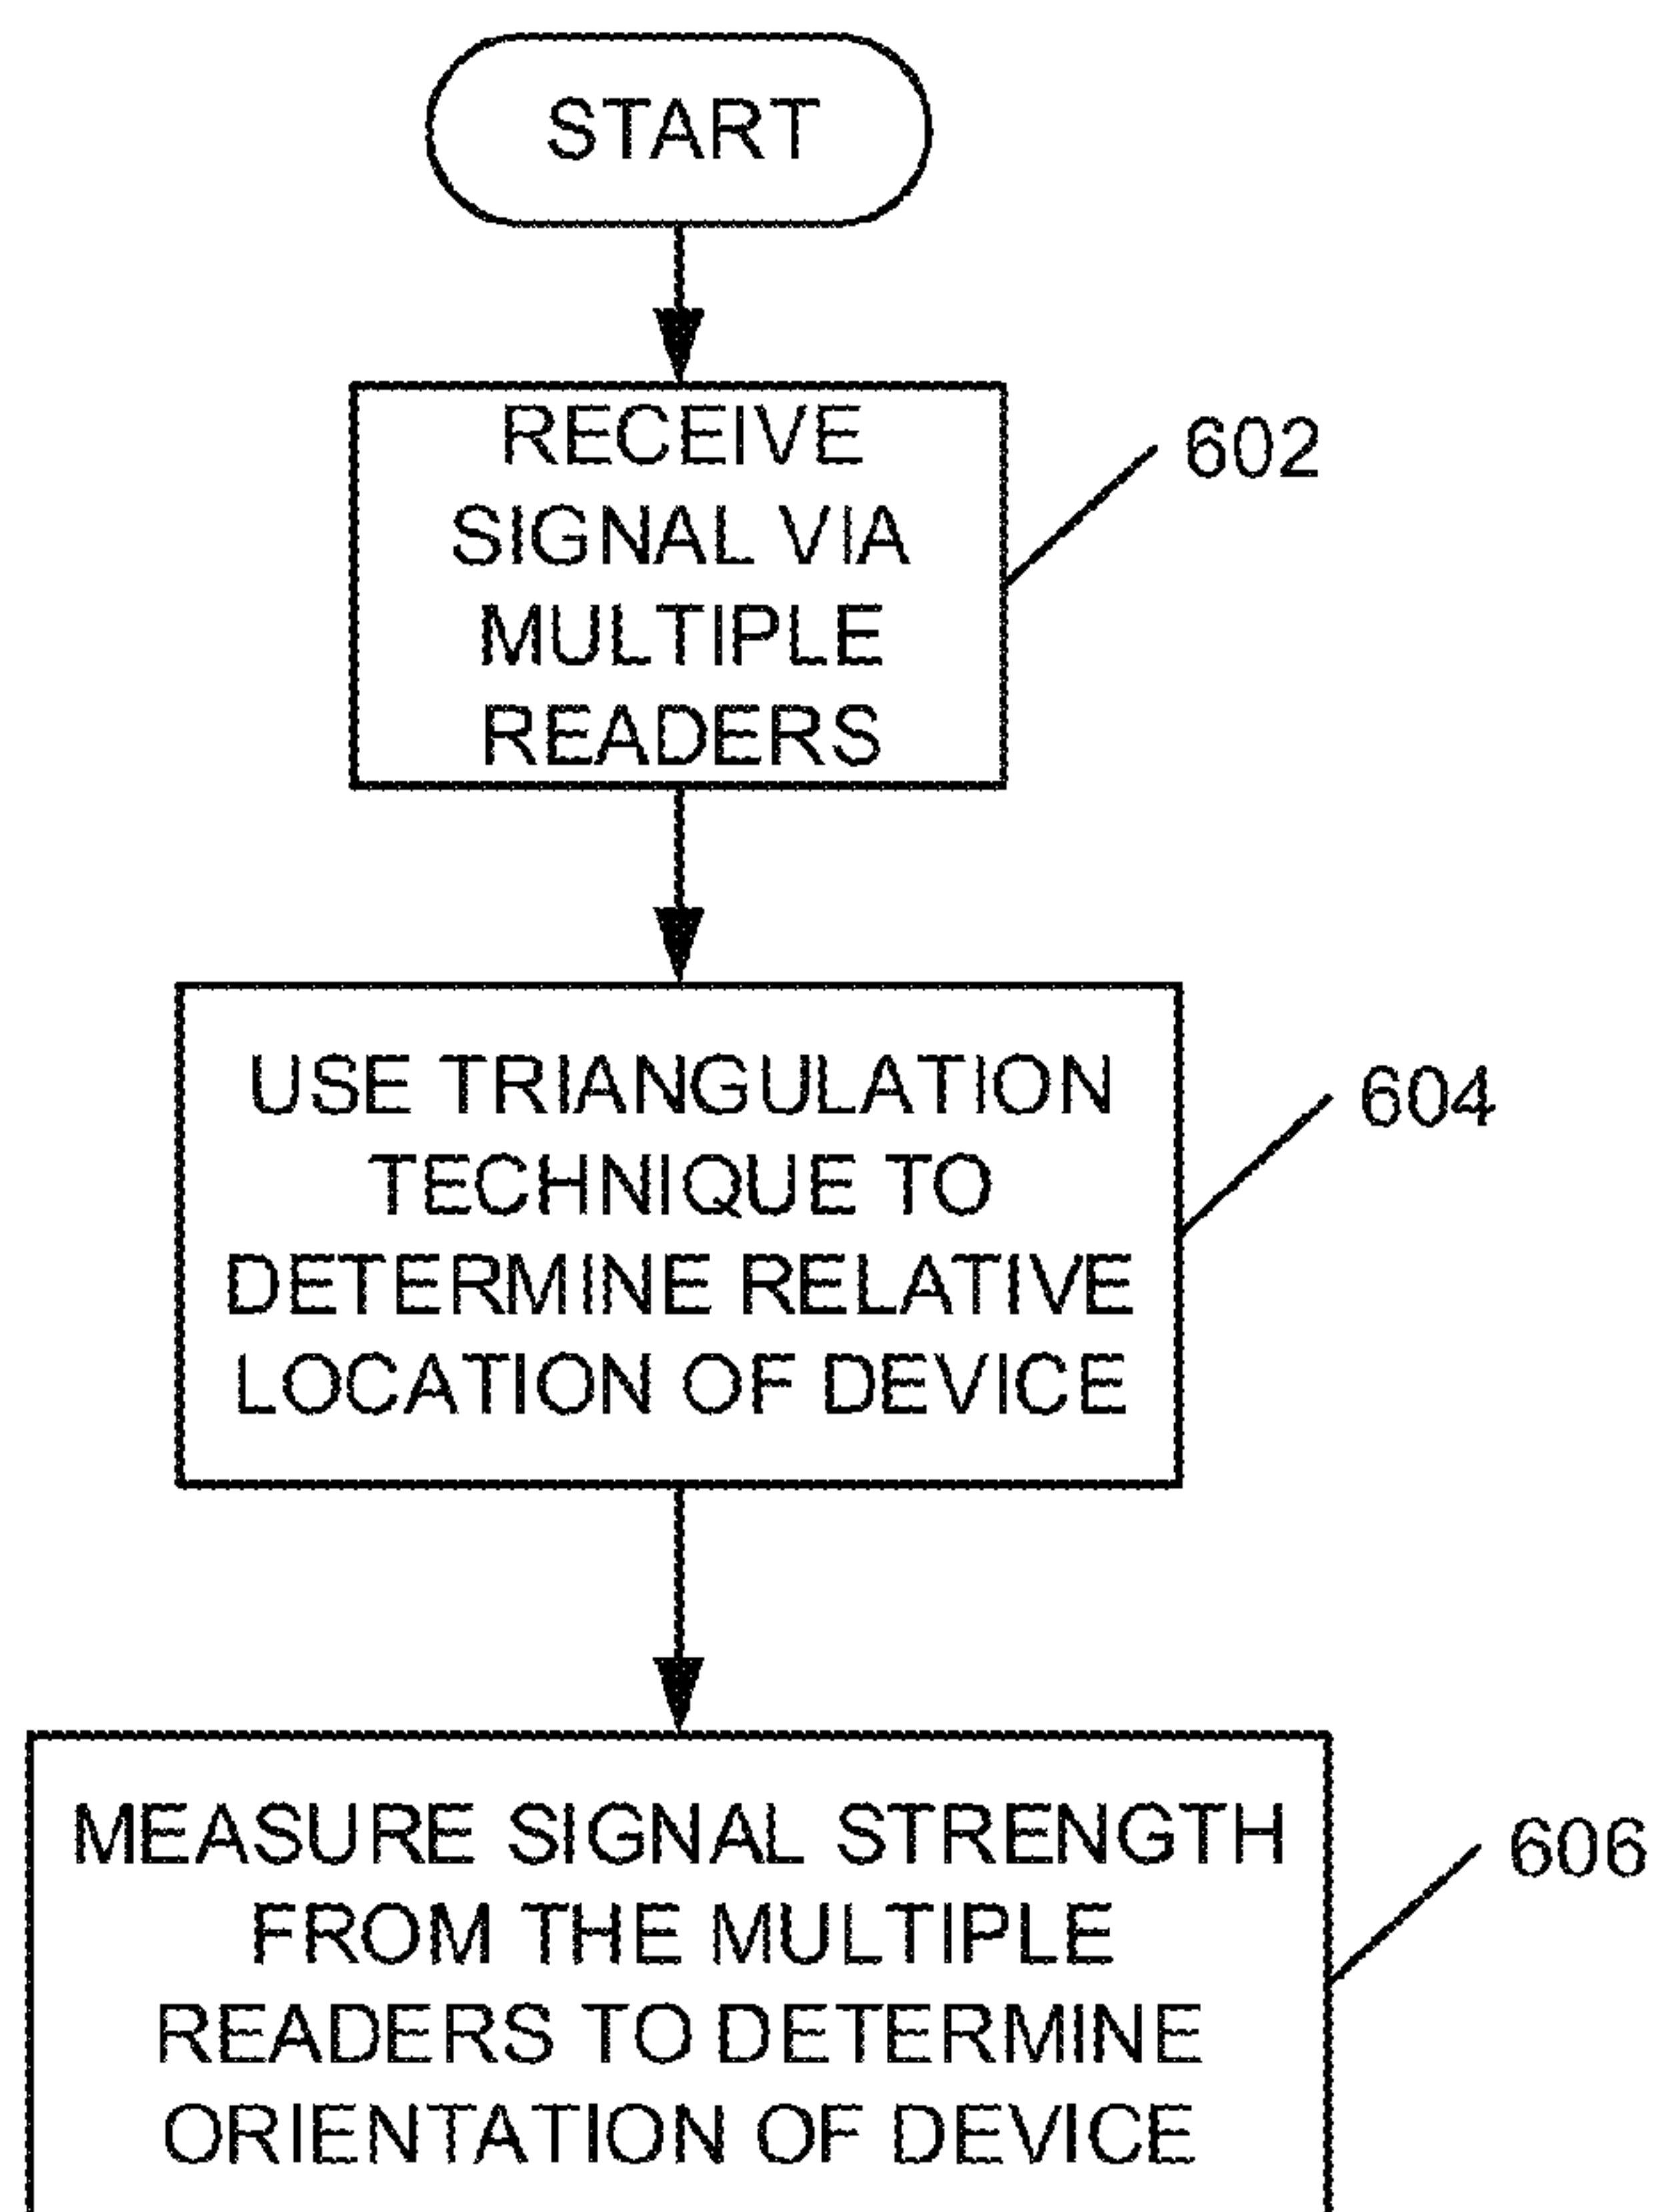 START
RECEIVE
SIGNAL VIA
MULTIPLE
READERS
602
USE TRIANGULATION
TECHNIQUE TO
DETERMINE RELATIVE
LOCATION OF DEVICE
604
MEASURE SIGNAL STRENGTH
FROM THE MULTIPLE
READERS TO DETERMINE
ORIENTATION OF DEVICE
606